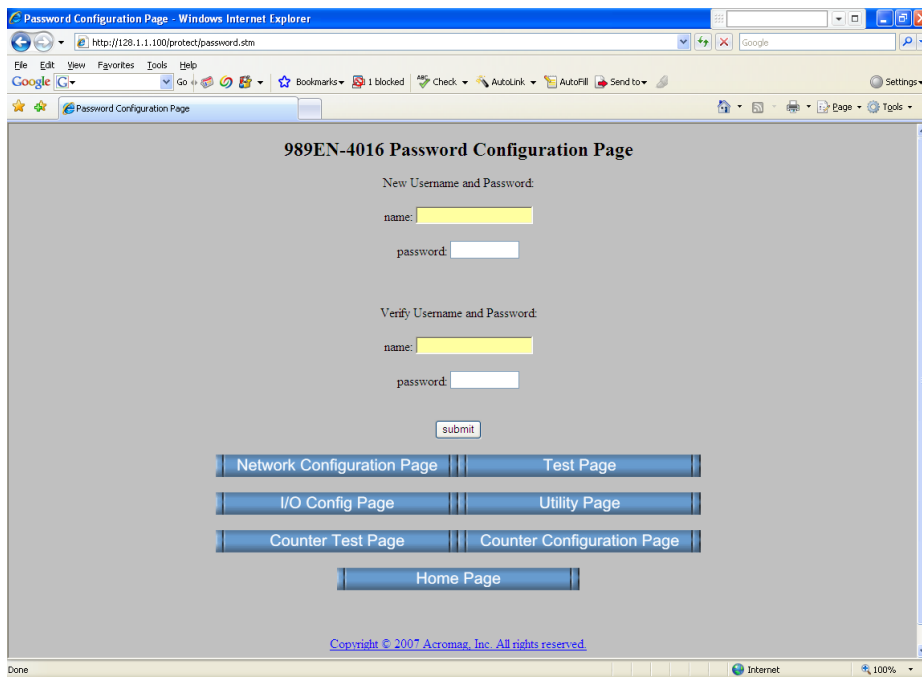 Password Configuration Page - Windows Internet Explorer
http://128.1.1.100/protect/password.stm
Google
File Edit View Favorites Tools Help
Google G Go Bookmarks 1 blocked ABC Check AutoLink AutoFill Send to Settings
Password Configuration Page Page Tools
989EN-4016 Password Configuration Page
New Username and Password:
name:
password:
Verify Username and Password:
name:
password:
submit
Network Configuration Page Test Page
I/O Config Page Utility Page
Counter Test Page Counter Configuration Page
Home Page
Copyright © 2007 Acromag, Inc. All rights reserved.
Done Internet 100%